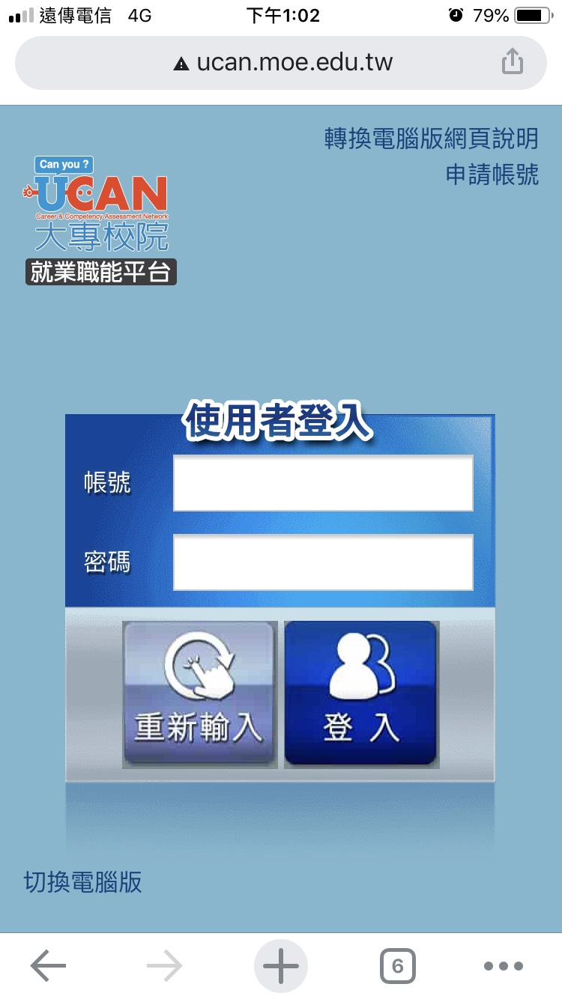 遠傳電信 4G 下午1:02 79%
ucan.moe.edu.tw
轉換電腦版網頁說明
申請帳號
Can you ?
UCAN
Career & Competency Assessment Network
大專校院
就業職能平台
使用者登入
帳號
密碼
重新輸入 登入
切換電腦版
6